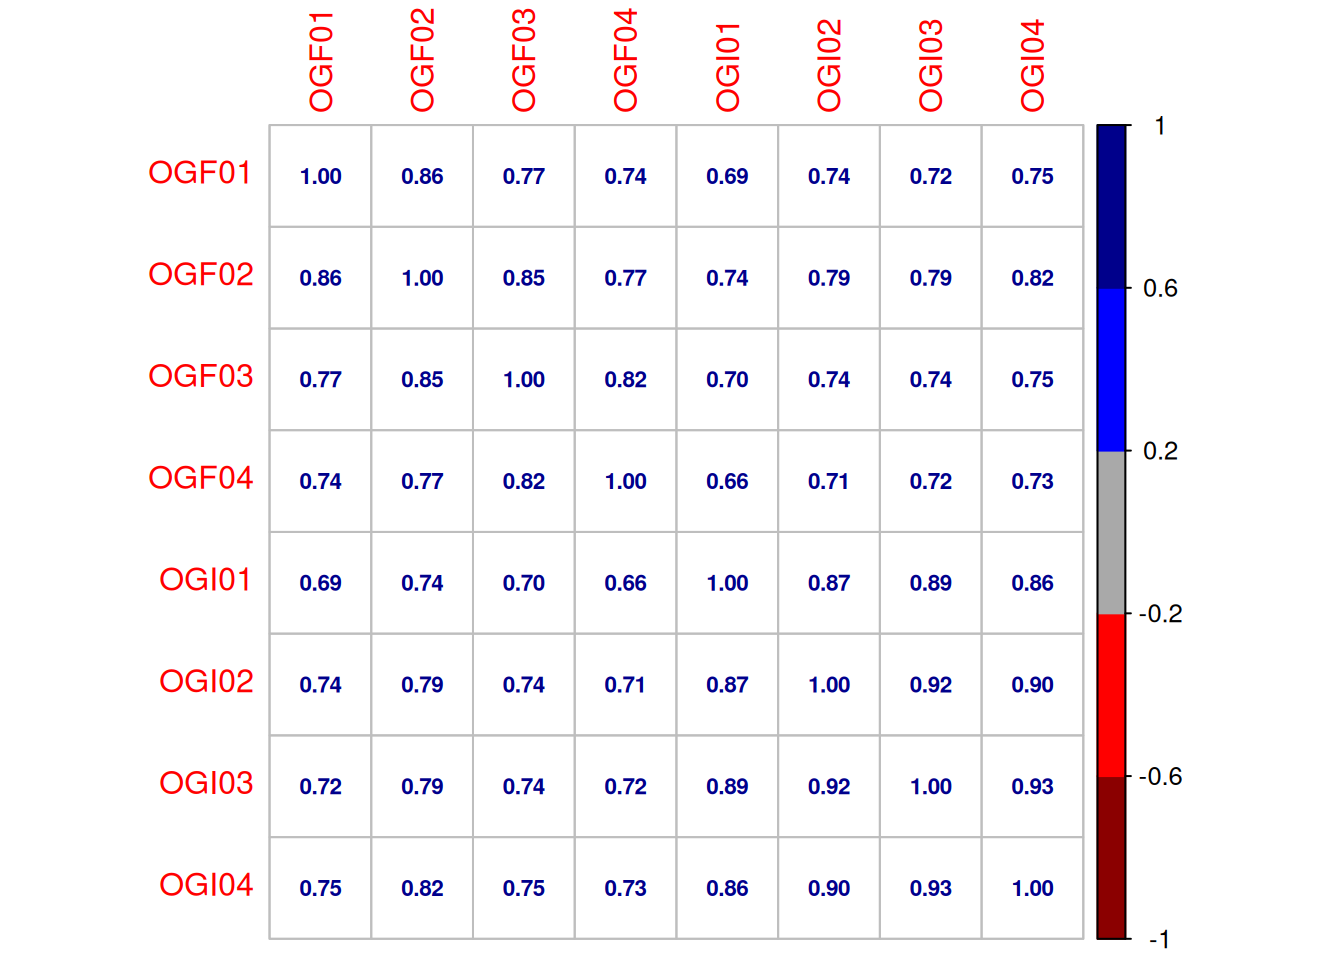 OGF01 OGF02 OGF03 OGF04 OGI01 OGI02 OGI03 OGI04
OGF01 1.00 0.86 0.77 0.74 0.69 0.74 0.72 0.75
OGF02 0.86 1.00 0.85 0.77 0.74 0.79 0.79 0.82
OGF03 0.77 0.85 1.00 0.82 0.70 0.74 0.74 0.75
OGF04 0.74 0.77 0.82 1.00 0.66 0.71 0.72 0.73
OGI01 0.69 0.74 0.70 0.66 1.00 0.87 0.89 0.86
OGI02 0.74 0.79 0.74 0.71 0.87 1.00 0.92 0.90
OGI03 0.72 0.79 0.74 0.72 0.89 0.92 1.00 0.93
OGI04 0.75 0.82 0.75 0.73 0.86 0.90 0.93 1.00
1
0.6
0.2
-0.2
-0.6
-1